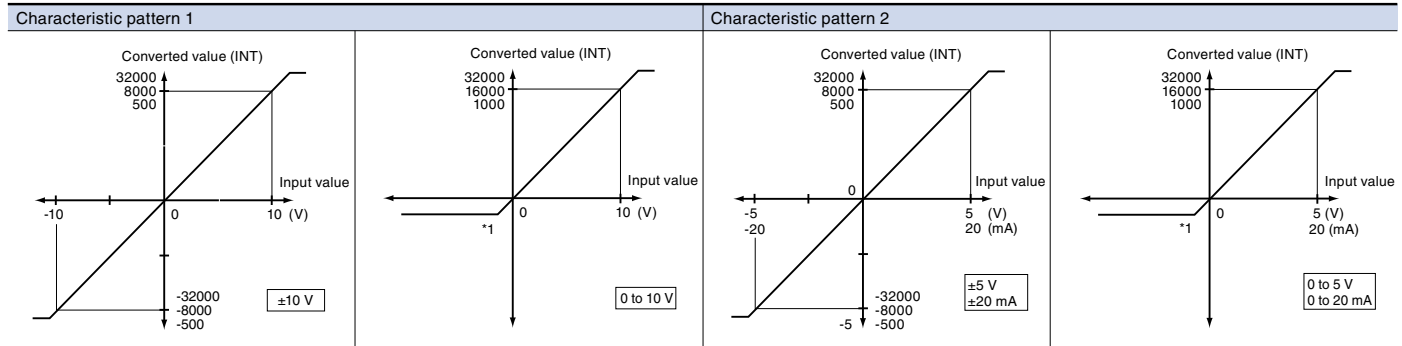 Characteristic pattern 1
Converted value (INT)
32000
8000
500
Input value
-10
0
10 (V)
-32000
-8000
-500
±10 V
Converted value (INT)
32000
16000
1000
Input value
0
10 (V)
*1
0 to 10 V
Characteristic pattern 2
Converted value (INT)
32000
8000
500
0
Input value
-5
5 (V)
-20
20 (mA)
-32000
-8000
-5 -500
±5 V
±20 mA
Converted value (INT)
32000
16000
1000
Input value
0
5 (V)
*1
20 (mA)
0 to 5 V
0 to 20 mA